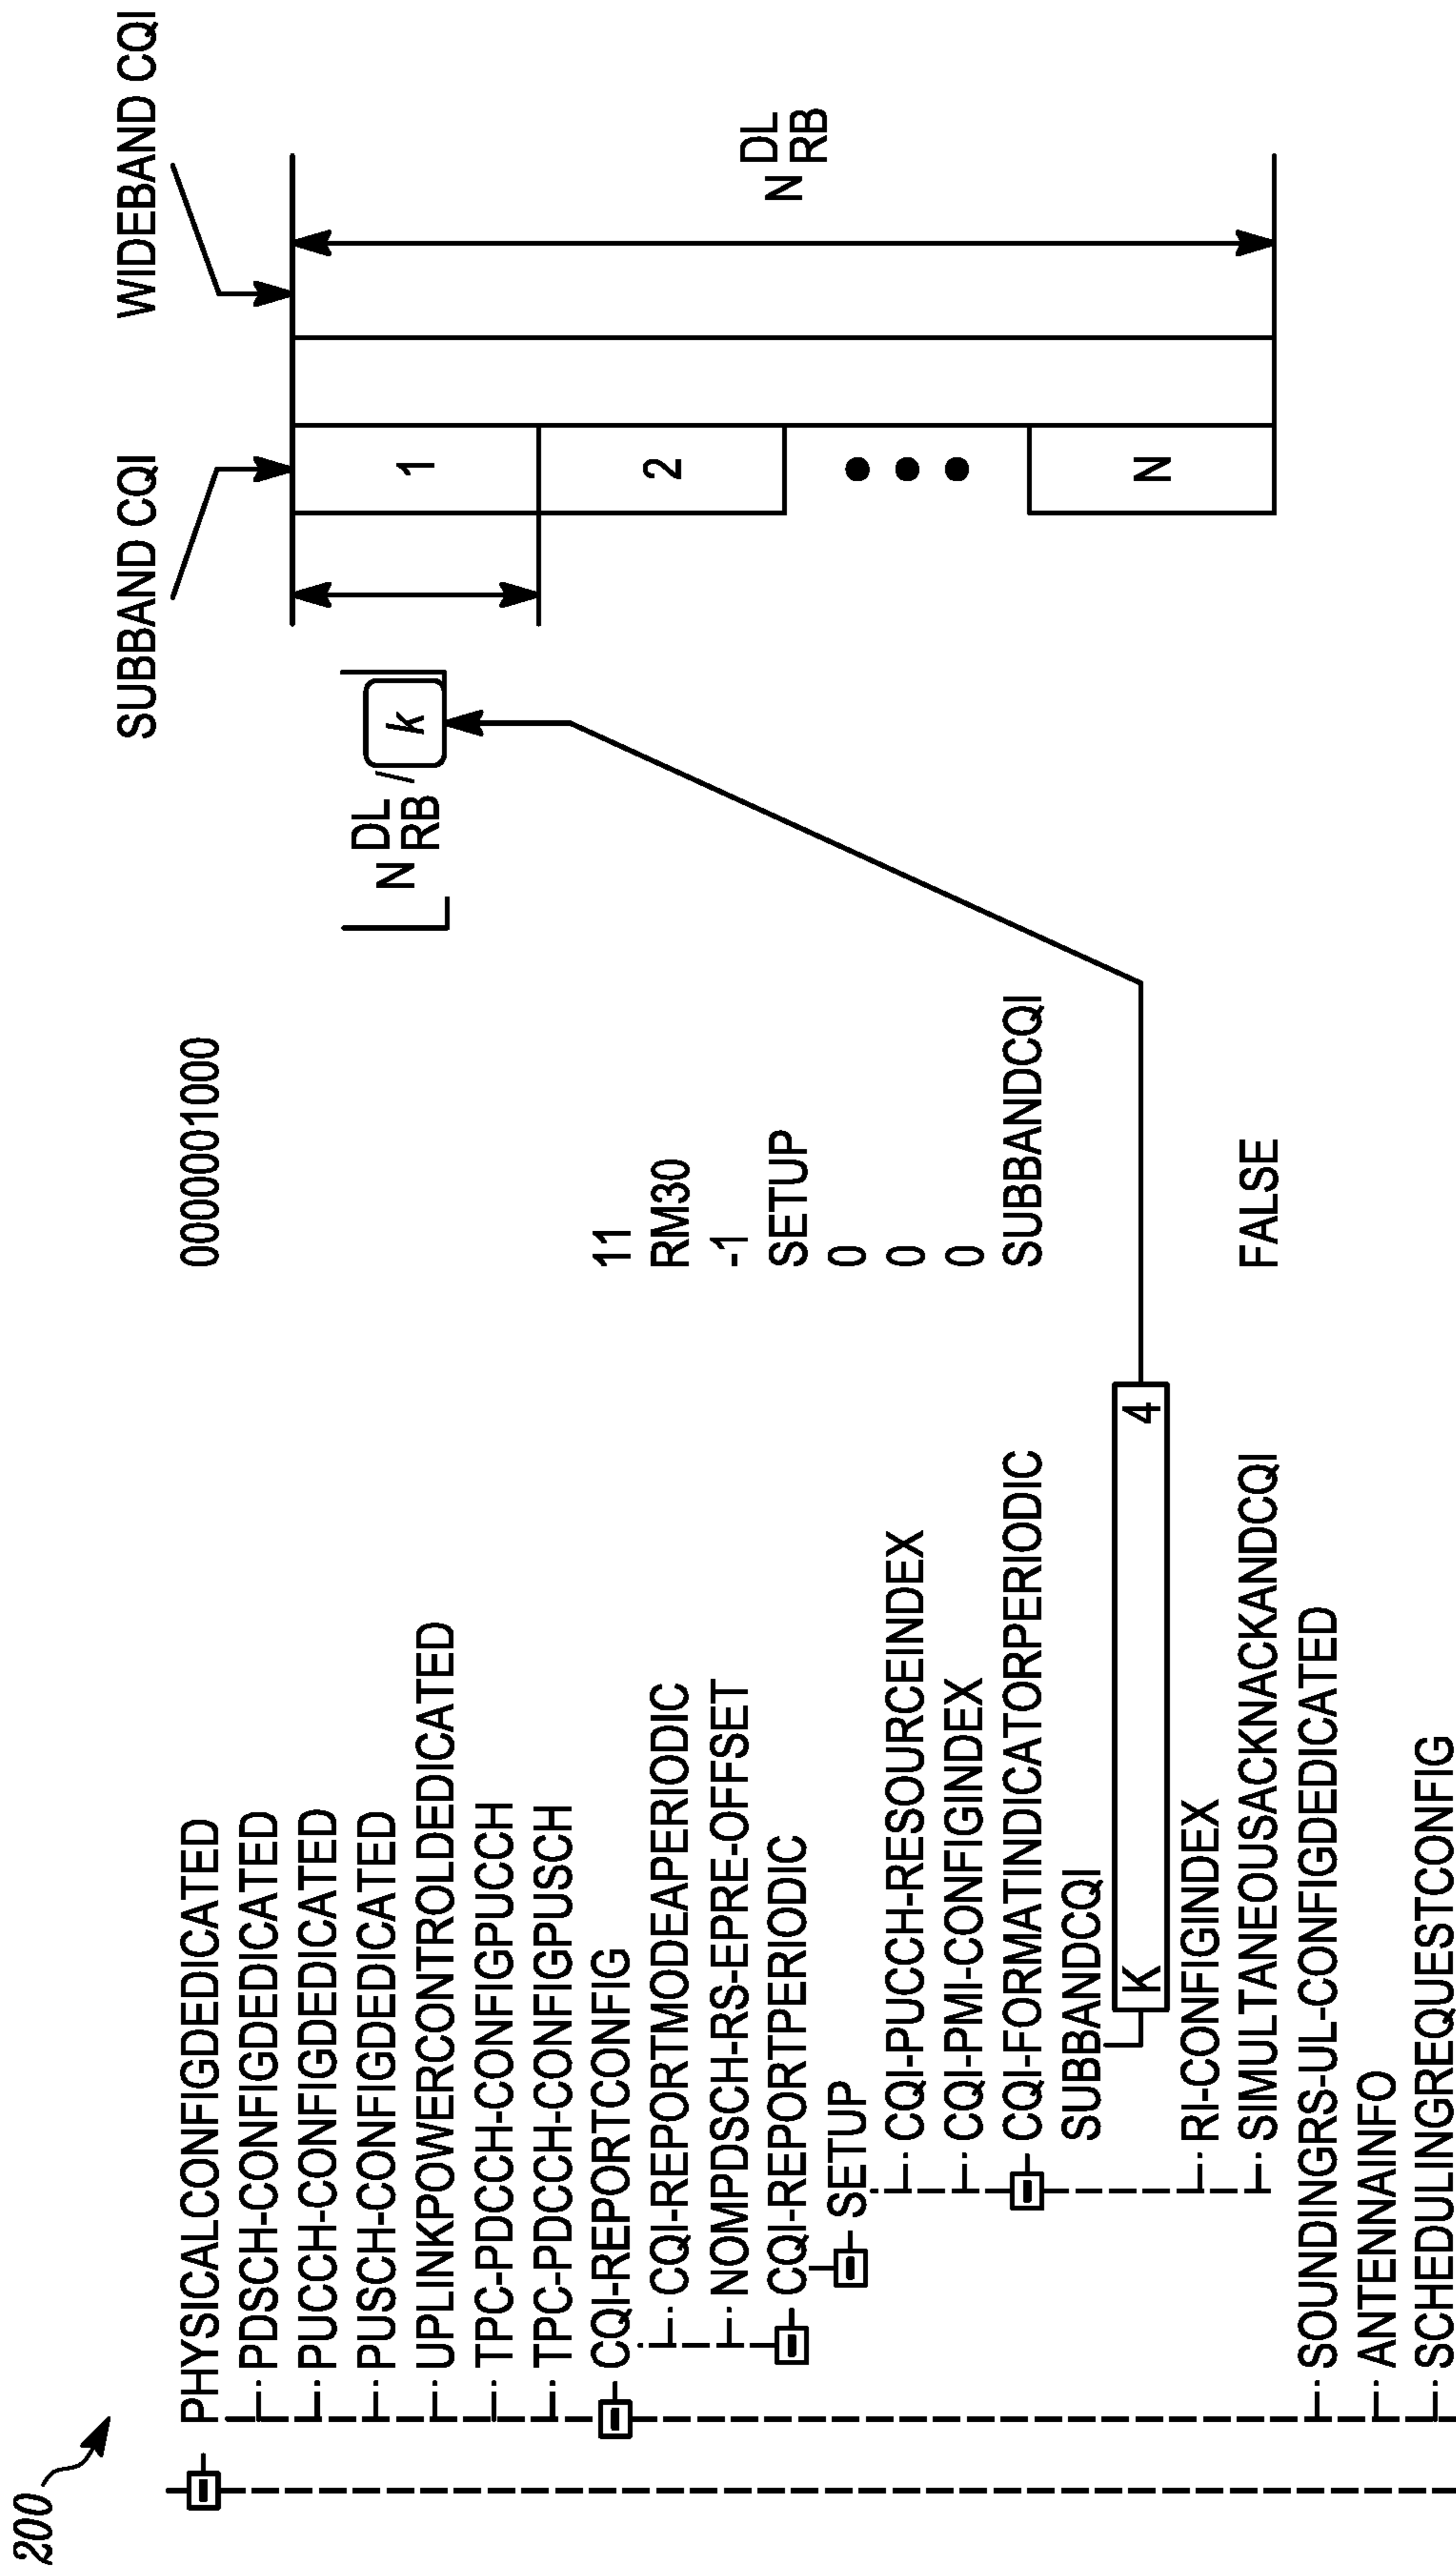 200
SUBBAND CQI
WIDEBAND CQI
PHYSICALCONFIGDEDICATED 0000001000
PDSCH-CONFIGDEDICATED
PUCCH-CONFIGDEDICATED
PUSCH-CONFIGDEDICATED
UPLINKPOWERCONTROLDEDICATED
TPC-PDCCH-CONFIGPUCCH
TPC-PDCCH-CONFIGPUSCH
CQI-REPORTCONFIG 11
CQI-REPORTMODEAPERIODIC RM30
NOMPDSCH-RS-EPRE-OFFSET -1
CQI-REPORTPERIODIC SETUP
SETUP 0
CQI-PUCCH-RESOURCEINDEX 0
CQI-PMI-CONFIGINDEX 0
CQI-FORMATINDICATORPERIODIC SUBBANDCQI
SUBBANDCQI
K 4
RI-CONFIGINDEX
SIMULTANEOUSACKNACKANDCQI FALSE
SOUNDINGRS-UL-CONFIGDEDICATED
ANTENNAINFO
SCHEDULINGREQUESTCONFIG
N DL RB / k
1
2
N
N DL RB